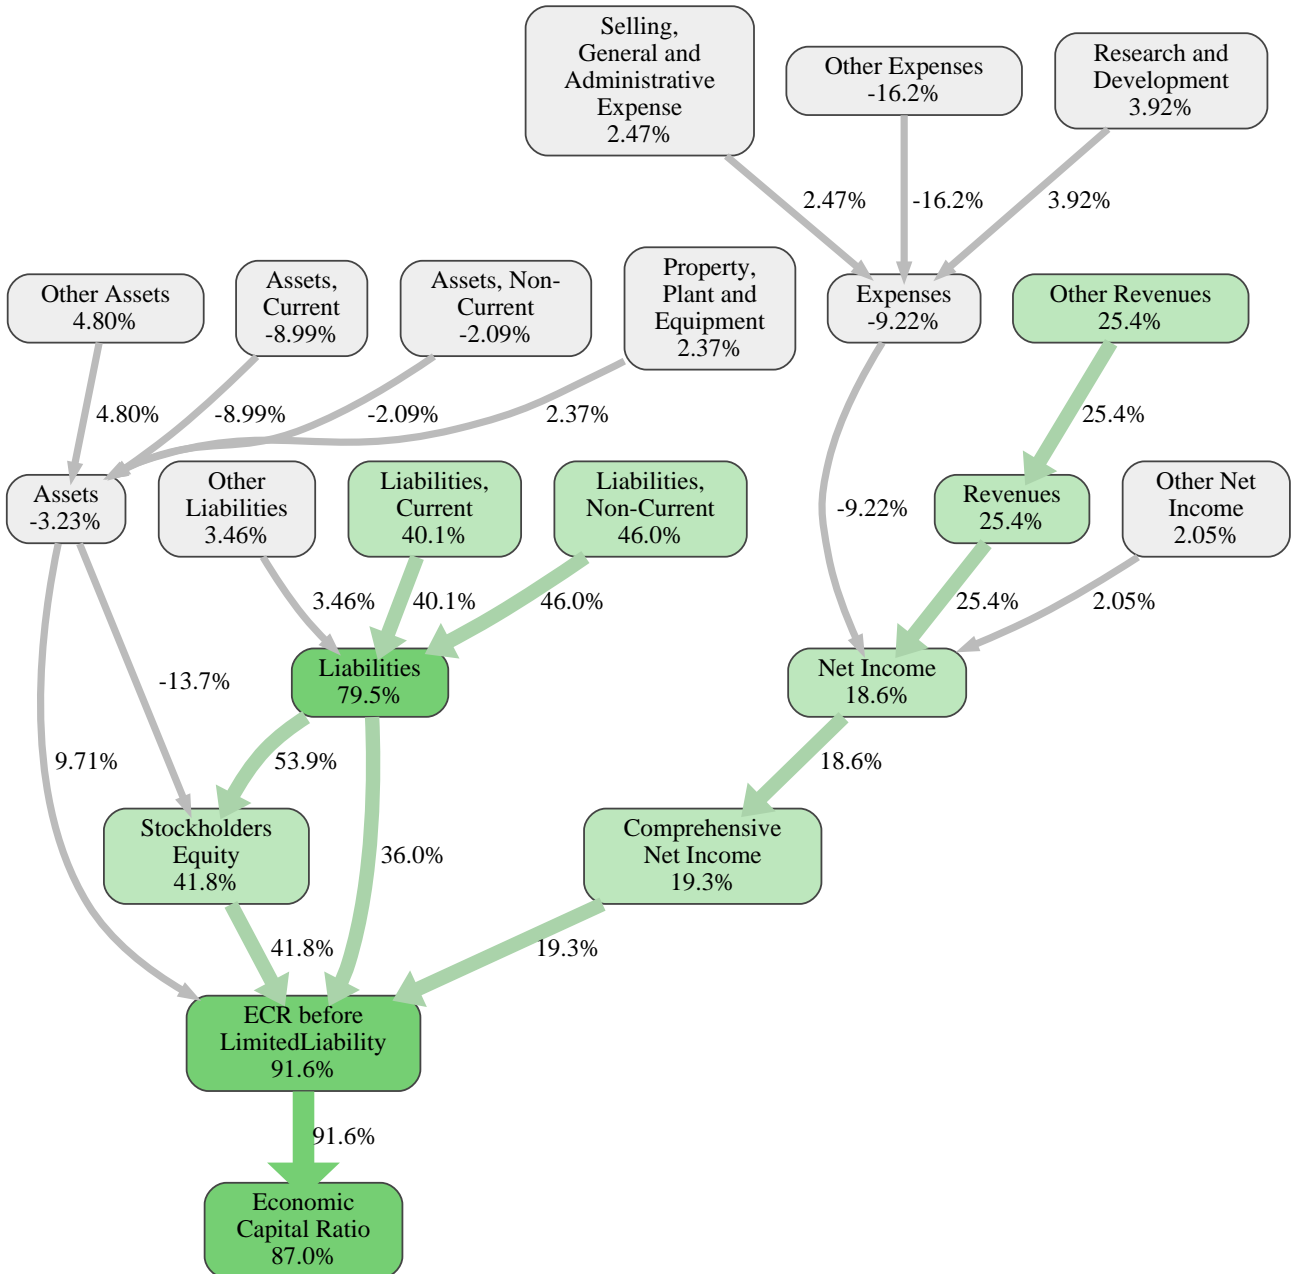 Selling,
General and
Administrative
Expense
2.47%
Other Expenses
-16.2%
Research and
Development
3.92%
2.47%
-16.2%
3.92%
Other Assets
4.80%
Assets,
Current
-8.99%
Assets, Non-
Current
-2.09%
Property,
Plant and
Equipment
2.37%
Expenses
-9.22%
Other Revenues
25.4%
4.80%
-8.99%
-2.09%
2.37%
25.4%
Assets
-3.23%
Other
Liabilities
3.46%
Liabilities,
Current
40.1%
Liabilities,
Non-Current
46.0%
-9.22%
Revenues
25.4%
Other Net
Income
2.05%
3.46%
40.1%
46.0%
25.4%
2.05%
-13.7%
Liabilities
79.5%
Net Income
18.6%
9.71%
53.9%
18.6%
Stockholders
Equity
41.8%
36.0%
Comprehensive
Net Income
19.3%
41.8%
19.3%
ECR before
LimitedLiability
91.6%
91.6%
Economic
Capital Ratio
87.0%